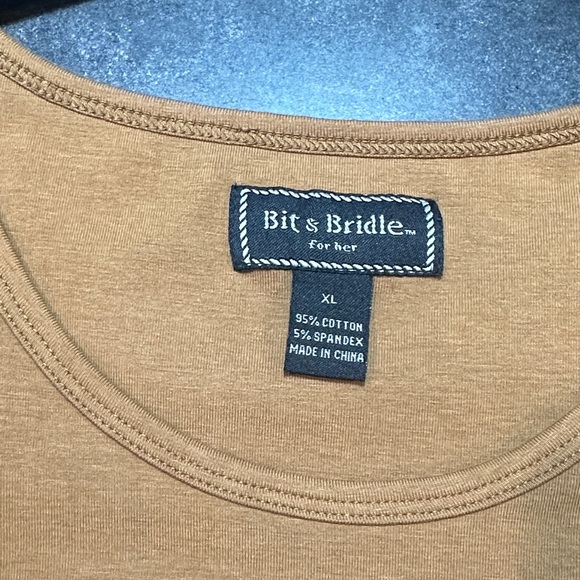 Bit & Bridle™
for her
XL
95% COTTON
5% SPANDEX
MADE IN CHINA